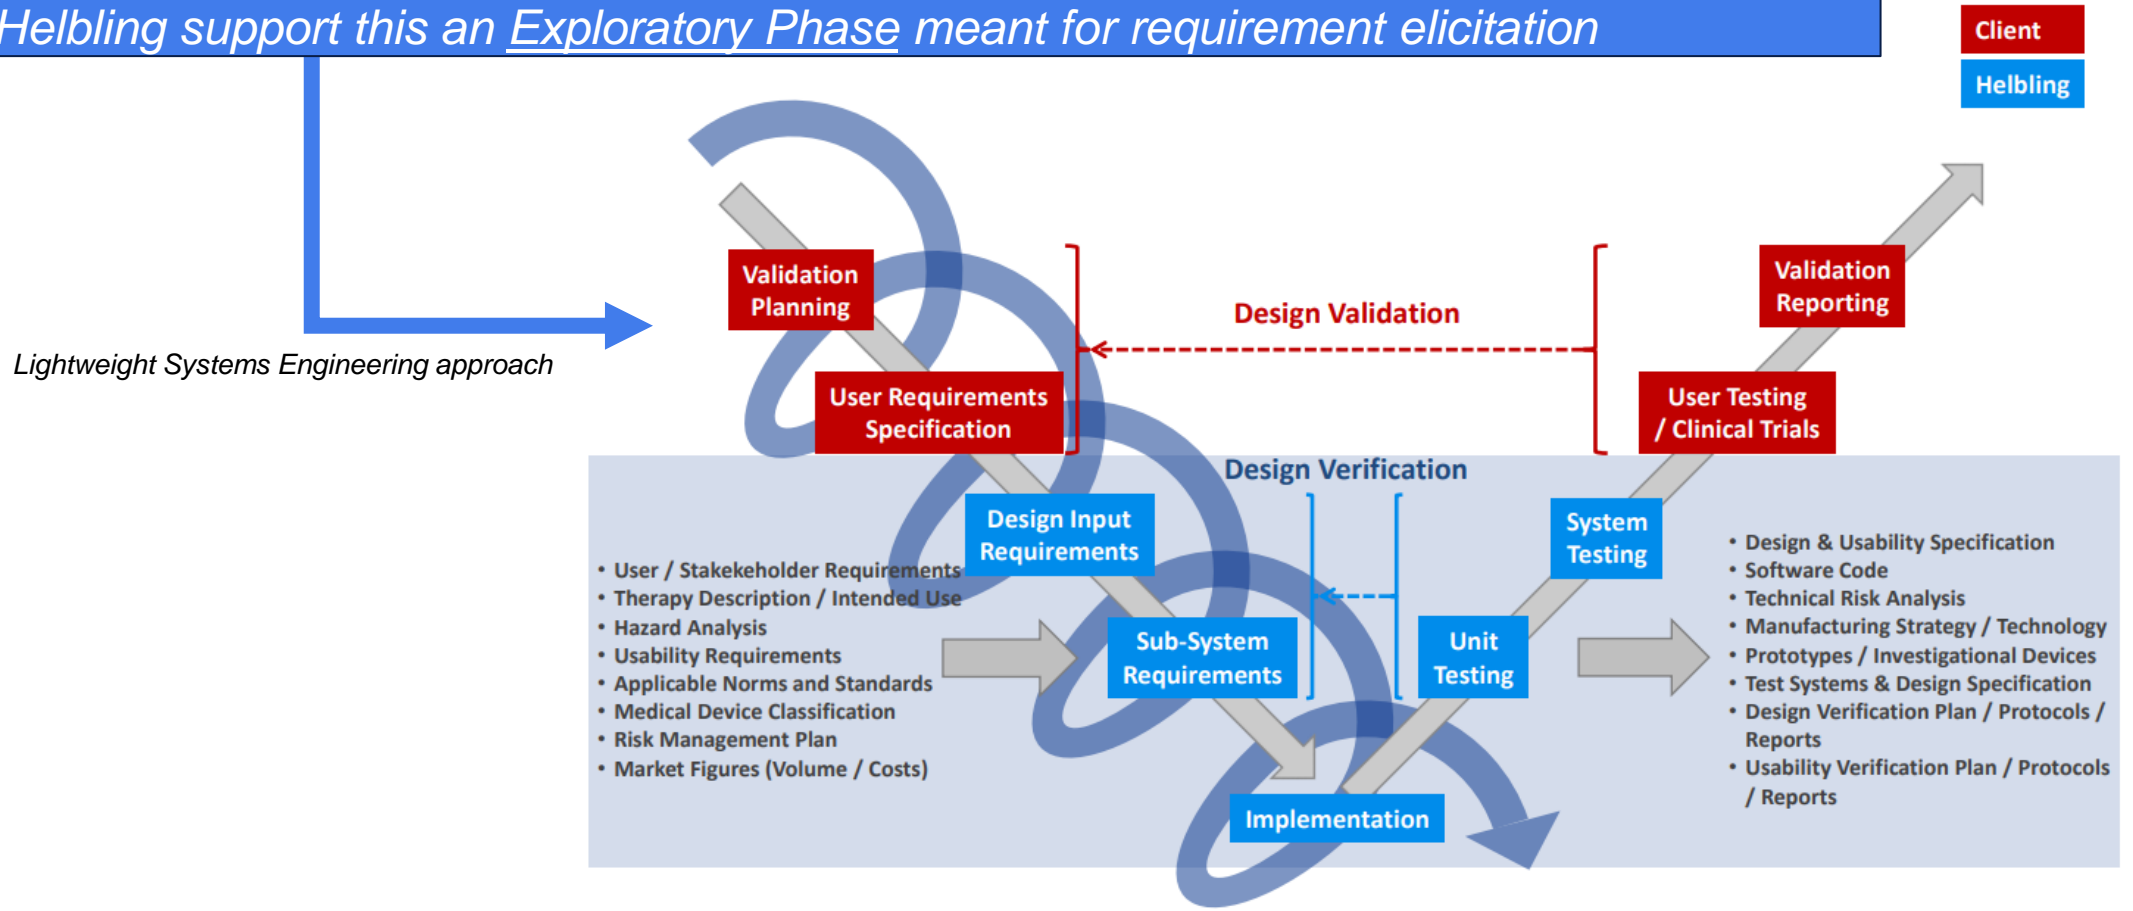 Helbling support this an Exploratory Phase meant for requirement elicitation
Client
Helbling
Lightweight Systems Engineering approach
Validation
Planning
User Requirements
Specification
Design Validation
Validation
Reporting
User Testing
/ Clinical Trials
Design Verification
Design Input
Requirements
Sub-System
Requirements
Implementation
Unit
Testing
System
Testing
• User / Stakekeholder Requirements
• Therapy Description / Intended Use
• Hazard Analysis
• Usability Requirements
• Applicable Norms and Standards
• Medical Device Classification
• Risk Management Plan
• Market Figures (Volume / Costs)
• Design & Usability Specification
• Software Code
• Technical Risk Analysis
• Manufacturing Strategy / Technology
• Prototypes / Investigational Devices
• Test Systems & Design Specification
• Design Verification Plan / Protocols /
Reports
• Usability Verification Plan / Protocols
/ Reports